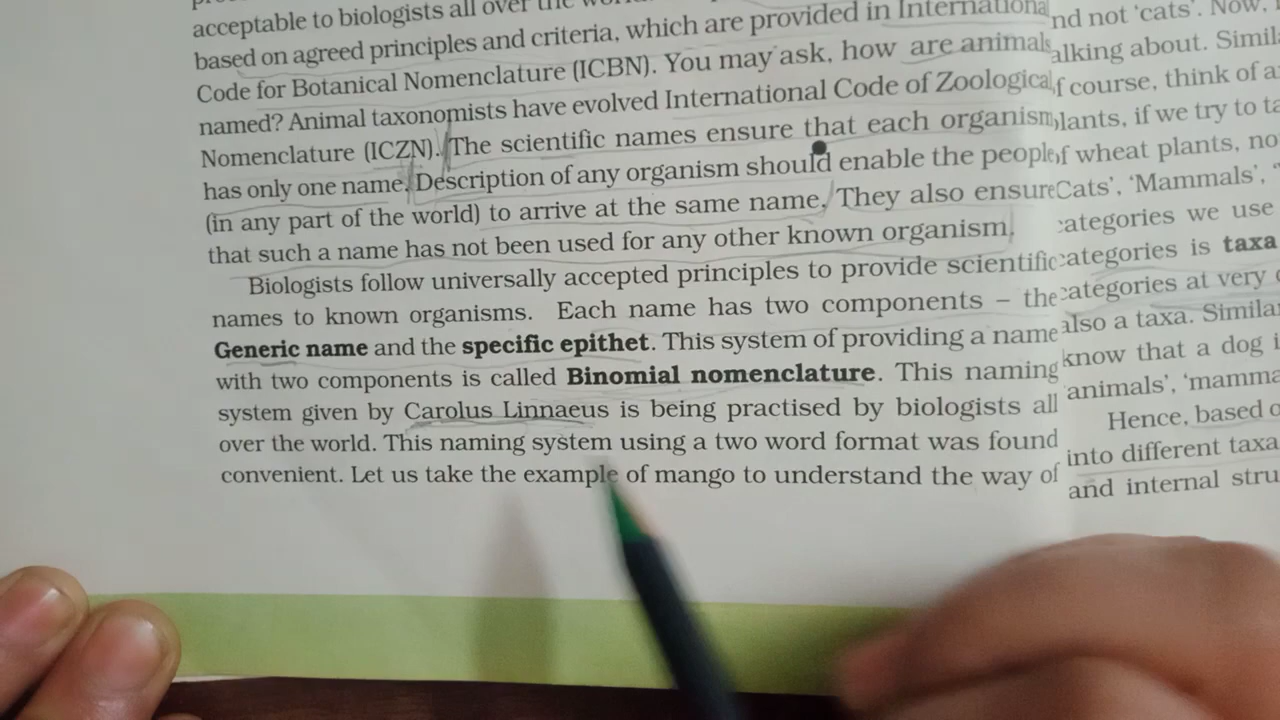 acceptable to biologists all over the
based on agreed principles and criteria, which are provided in International
Code for Botanical Nomenclature (ICBN). You may ask, how are animals
named? Animal taxonomists have evolved International Code of Zoological
Nomenclature (ICZN). The scientific names ensure that each organism
has only one name. Description of any organism should enable the people
(in any part of the world) to arrive at the same name. They also ensure
that such a name has not been used for any other known organism.
Biologists follow universally accepted principles to provide scientific
names to known organisms. Each name has two components – the
Generic name and the specific epithet. This system of providing a name
with two components is called Binomial nomenclature. This naming
system given by Carolus Linnaeus is being practised by biologists all
over the world. This naming system using a two word format was found
convenient. Let us take the example of mango to understand the way of
nd not ‘cats’. Now,
alking about. Simil
f course, think of a
plants, if we try to ta
of wheat plants, no
Cats’, ‘Mammals’, ‘
categories we use
categories is taxa
categories at very
also a taxa. Simila
know that a dog i
‘animals’, ‘mamma
Hence, based o
into different taxa
and internal stru